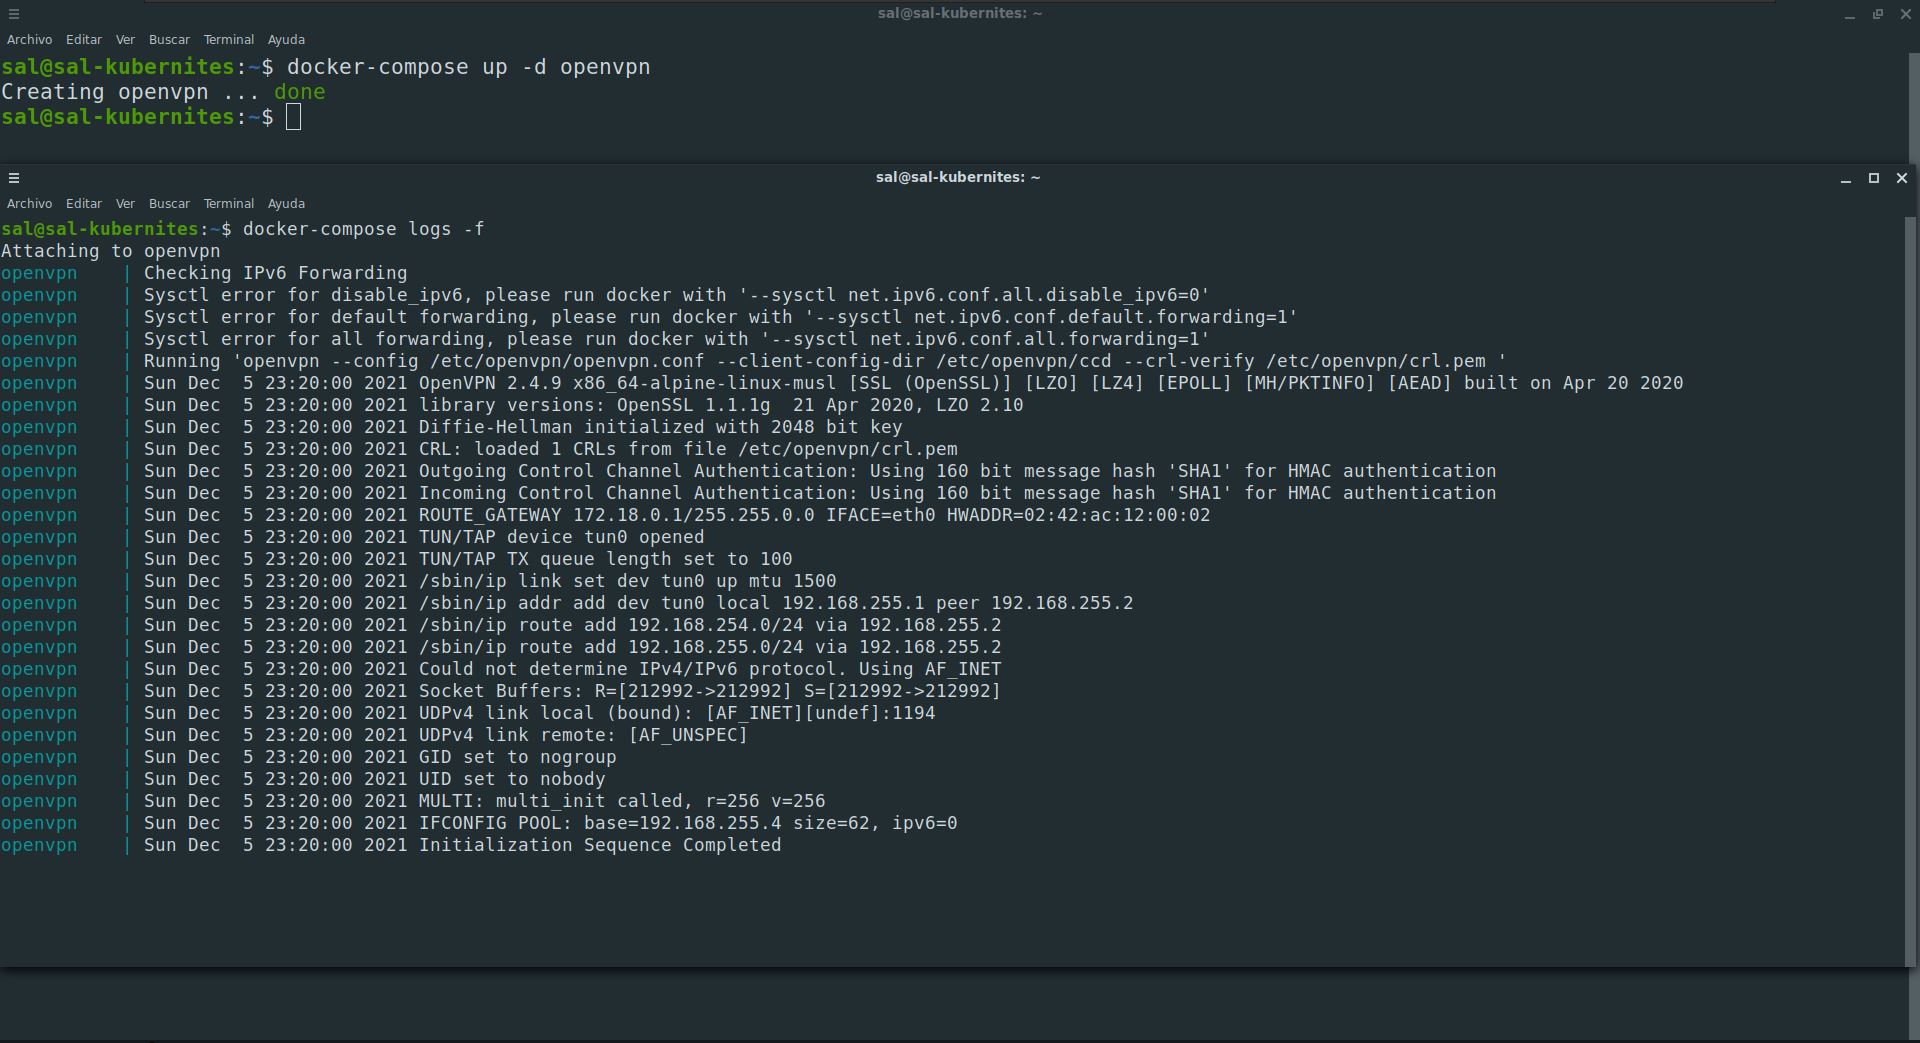 sal@sal-kubernites: ~
Archivo Editar Ver Buscar Terminal Ayuda
sal@sal-kubernites:~$ docker-compose up -d openvpn
Creating openvpn ... done
sal@sal-kubernites:~$
sal@sal-kubernites: ~
Archivo Editar Ver Buscar Terminal Ayuda
sal@sal-kubernites:~$ docker-compose logs -f
Attaching to openvpn
openvpn    | Checking IPv6 Forwarding
openvpn    | Sysctl error for disable_ipv6, please run docker with '--sysctl net.ipv6.conf.all.disable_ipv6=0'
openvpn    | Sysctl error for default forwarding, please run docker with '--sysctl net.ipv6.conf.default.forwarding=1'
openvpn    | Sysctl error for all forwarding, please run docker with '--sysctl net.ipv6.conf.all.forwarding=1'
openvpn    | Running 'openvpn --config /etc/openvpn/openvpn.conf --client-config-dir /etc/openvpn/ccd --crl-verify /etc/openvpn/crl.pem '
openvpn    | Sun Dec  5 23:20:00 2021 OpenVPN 2.4.9 x86_64-alpine-linux-musl [SSL (OpenSSL)] [LZO] [LZ4] [EPOLL] [MH/PKTINFO] [AEAD] built on Apr 20 2020
openvpn    | Sun Dec  5 23:20:00 2021 library versions: OpenSSL 1.1.1g  21 Apr 2020, LZO 2.10
openvpn    | Sun Dec  5 23:20:00 2021 Diffie-Hellman initialized with 2048 bit key
openvpn    | Sun Dec  5 23:20:00 2021 CRL: loaded 1 CRLs from file /etc/openvpn/crl.pem
openvpn    | Sun Dec  5 23:20:00 2021 Outgoing Control Channel Authentication: Using 160 bit message hash 'SHA1' for HMAC authentication
openvpn    | Sun Dec  5 23:20:00 2021 Incoming Control Channel Authentication: Using 160 bit message hash 'SHA1' for HMAC authentication
openvpn    | Sun Dec  5 23:20:00 2021 ROUTE_GATEWAY 172.18.0.1/255.255.0.0 IFACE=eth0 HWADDR=02:42:ac:12:00:02
openvpn    | Sun Dec  5 23:20:00 2021 TUN/TAP device tun0 opened
openvpn    | Sun Dec  5 23:20:00 2021 TUN/TAP TX queue length set to 100
openvpn    | Sun Dec  5 23:20:00 2021 /sbin/ip link set dev tun0 up mtu 1500
openvpn    | Sun Dec  5 23:20:00 2021 /sbin/ip addr add dev tun0 local 192.168.255.1 peer 192.168.255.2
openvpn    | Sun Dec  5 23:20:00 2021 /sbin/ip route add 192.168.254.0/24 via 192.168.255.2
openvpn    | Sun Dec  5 23:20:00 2021 /sbin/ip route add 192.168.255.0/24 via 192.168.255.2
openvpn    | Sun Dec  5 23:20:00 2021 Could not determine IPv4/IPv6 protocol. Using AF_INET
openvpn    | Sun Dec  5 23:20:00 2021 Socket Buffers: R=[212992->212992] S=[212992->212992]
openvpn    | Sun Dec  5 23:20:00 2021 UDPv4 link local (bound): [AF_INET][undef]:1194
openvpn    | Sun Dec  5 23:20:00 2021 UDPv4 link remote: [AF_UNSPEC]
openvpn    | Sun Dec  5 23:20:00 2021 GID set to nogroup
openvpn    | Sun Dec  5 23:20:00 2021 UID set to nobody
openvpn    | Sun Dec  5 23:20:00 2021 MULTI: multi_init called, r=256 v=256
openvpn    | Sun Dec  5 23:20:00 2021 IFCONFIG POOL: base=192.168.255.4 size=62, ipv6=0
openvpn    | Sun Dec  5 23:20:00 2021 Initialization Sequence Completed